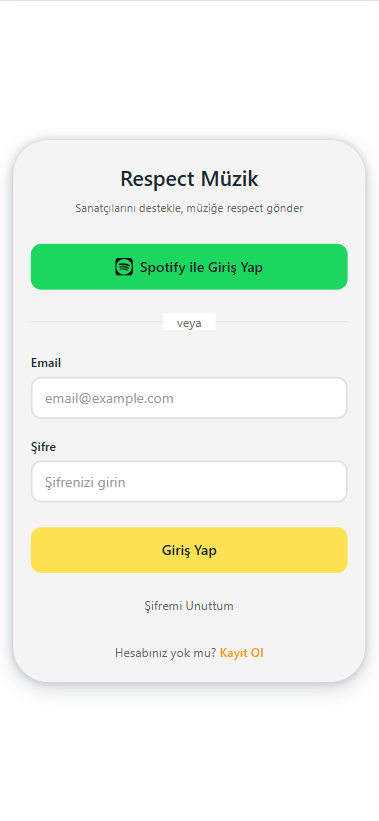 Respect Müzik
Sanatçılarını destekle, müziğe respect gönder
Spotify ile Giriş Yap
veya
Email
email@example.com
Şifre
Şifrenizi girin
Giriş Yap
Şifremi Unuttum
Hesabınız yok mu? Kayıt Ol